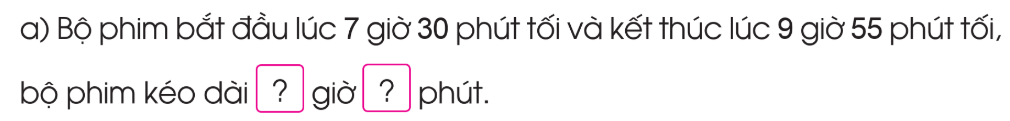 a) Bộ phim bắt đầu lúc 7 giờ 30 phút tối và kết thúc lúc 9 giờ 55 phút tối,
bộ phim kéo dài ? giờ ? phút.